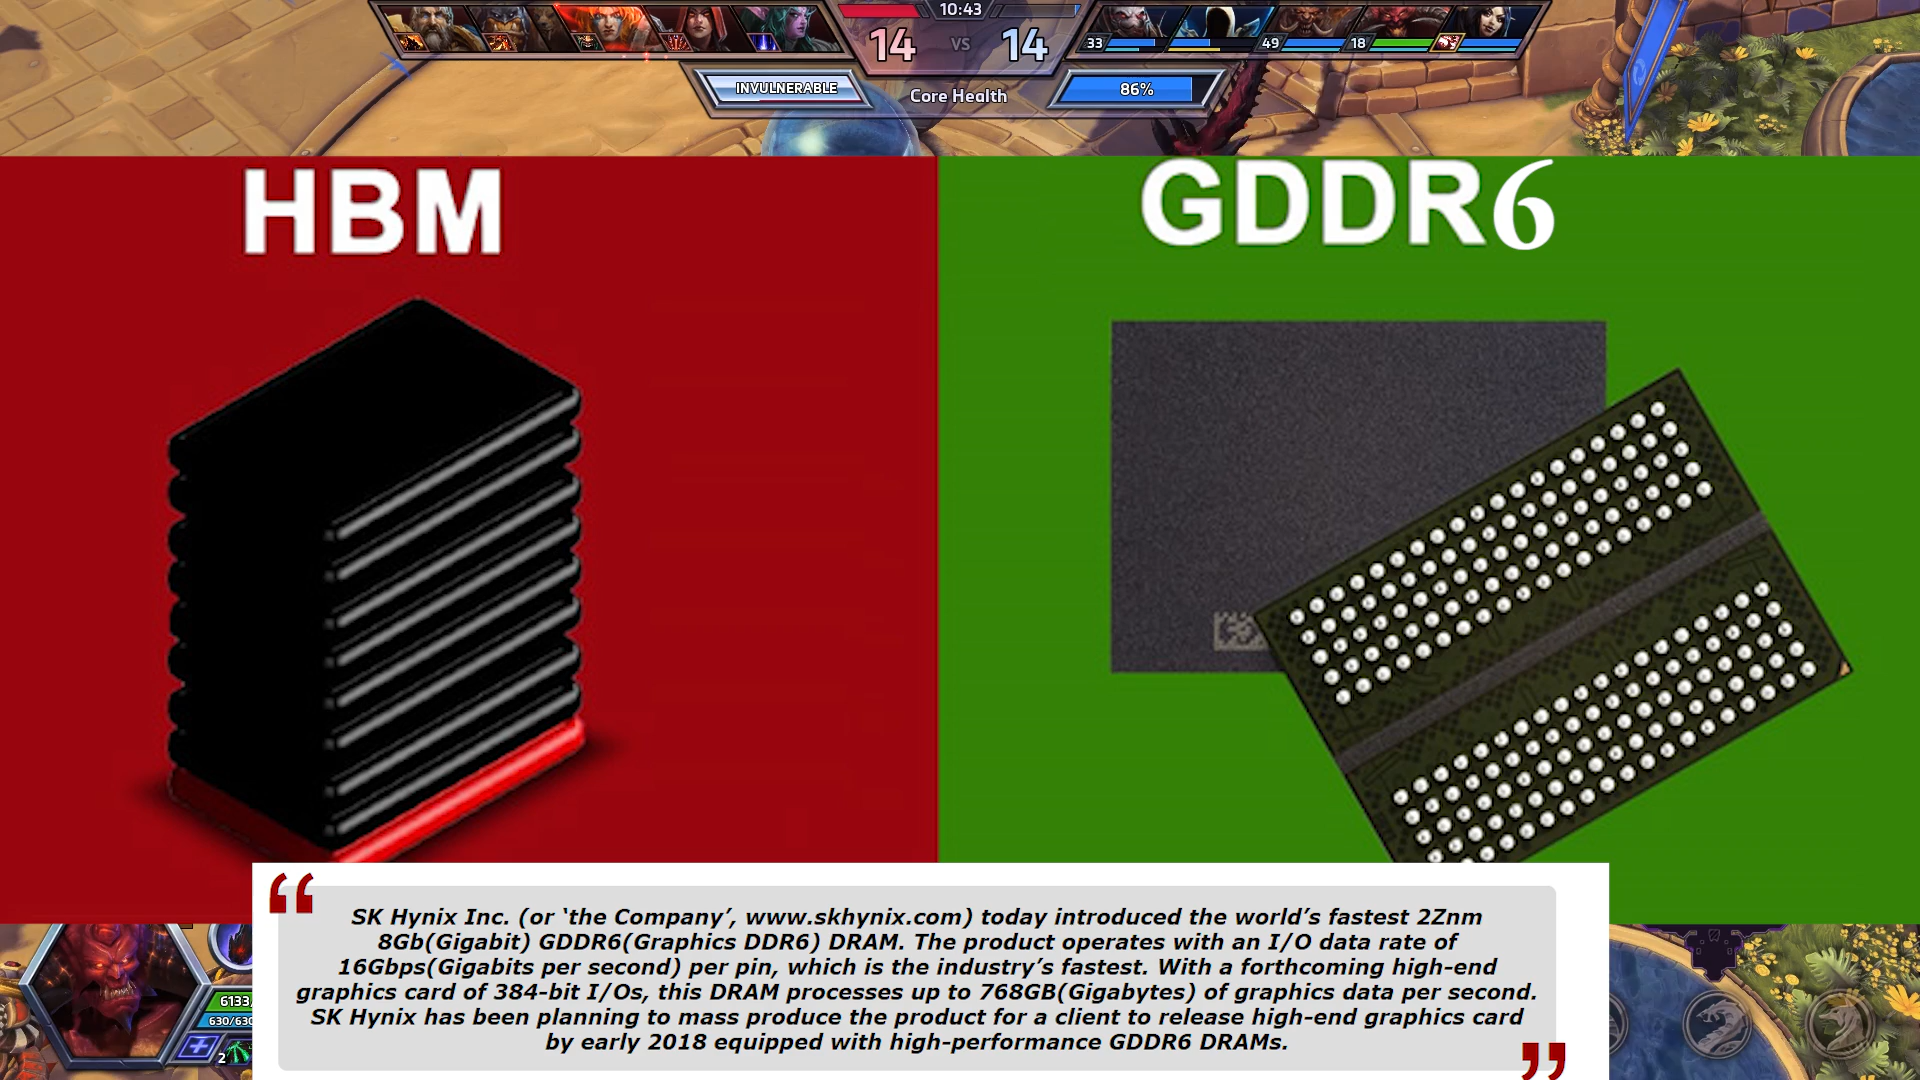 10:43
14 VS 14
33
49
18
INVULNERABLE
Core Health
86%
HBM
GDDR6
“
SK Hynix Inc. (or ‘the Company’, www.skhynix.com) today introduced the world’s fastest 2Znm
8Gb(Gigabit) GDDR6(Graphics DDR6) DRAM. The product operates with an I/O data rate of
16Gbps(Gigabits per second) per pin, which is the industry’s fastest. With a forthcoming high-end
graphics card of 384-bit I/Os, this DRAM processes up to 768GB(Gigabytes) of graphics data per second.
SK Hynix has been planning to mass produce the product for a client to release high-end graphics card
by early 2018 equipped with high-performance GDDR6 DRAMs.
”
6133/
630/630
2